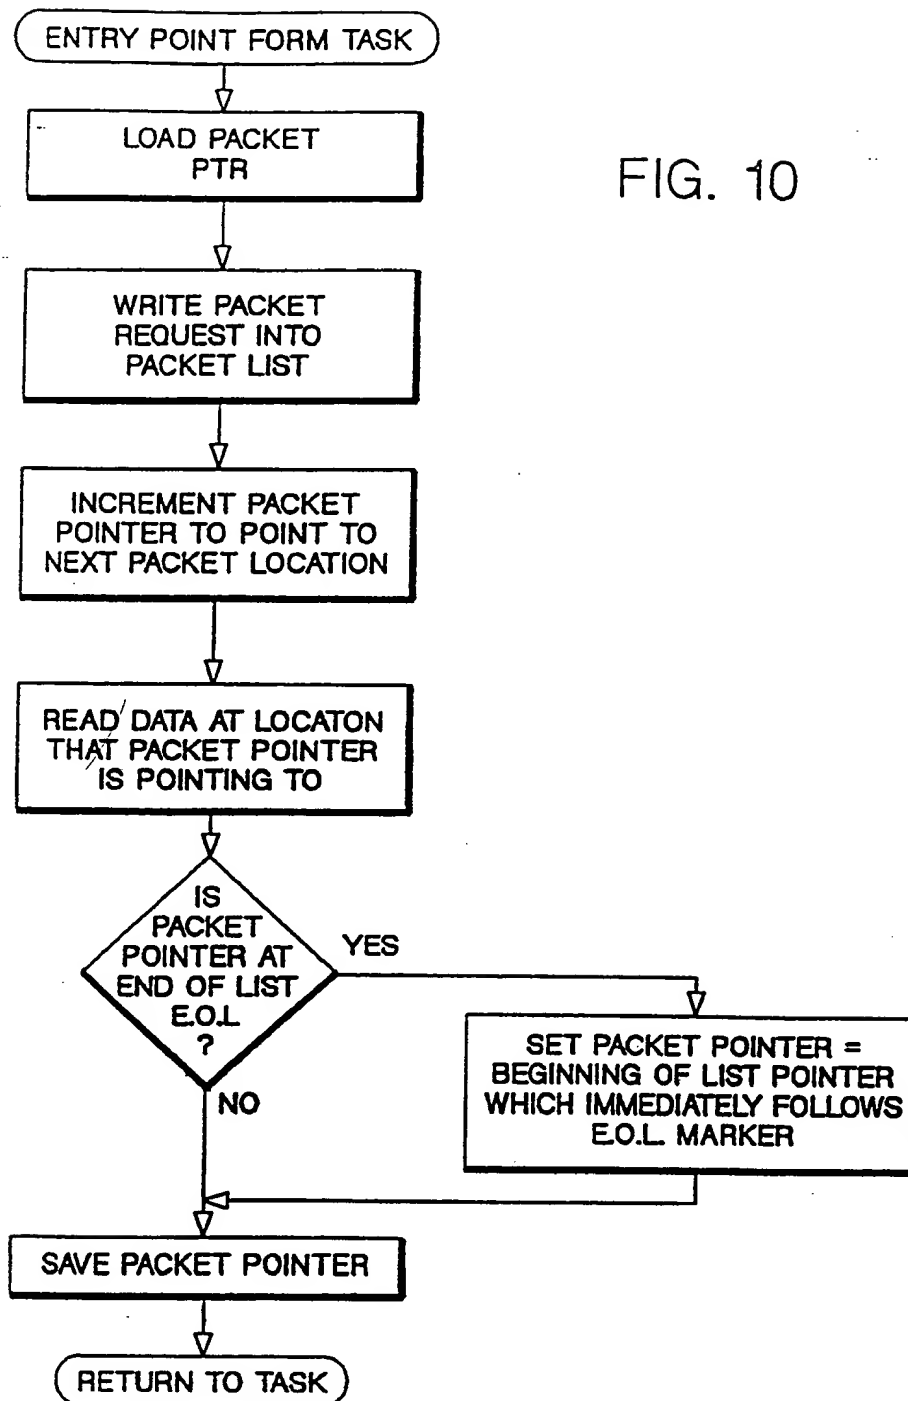 ENTRY POINT FORM TASK
LOAD PACKET
PTR
FIG. 10
WRITE PACKET
REQUEST INTO
PACKET LIST
INCREMENT PACKET
POINTER TO POINT TO
NEXT PACKET LOCATION
READ DATA AT LOCATON
THAT PACKET POINTER
IS POINTING TO
IS
PACKET
POINTER AT
END OF LIST
E.O.L
?
YES
NO
SET PACKET POINTER =
BEGINNING OF LIST POINTER
WHICH IMMEDIATELY FOLLOWS
E.O.L. MARKER
SAVE PACKET POINTER
RETURN TO TASK